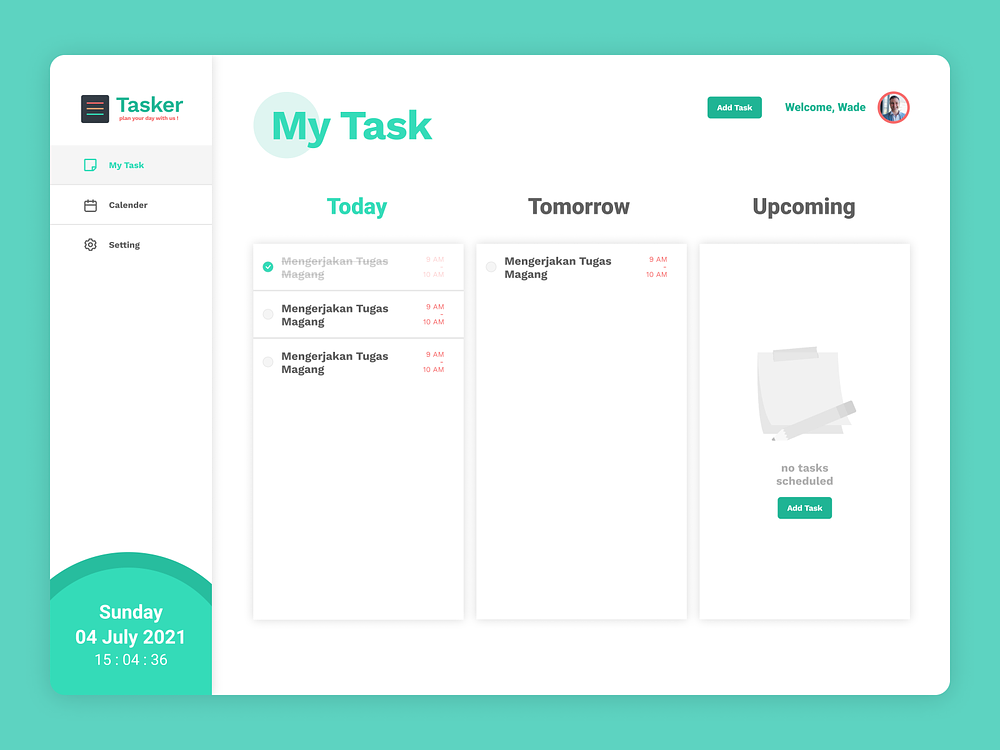 Tasker
plan your day with us !
My Task
Calender
Setting
Sunday
04 July 2021
15 : 04 : 36
My Task
Add Task
Welcome, Wade
Today
Mengerjakan Tugas
Magang
9 AM
-
10 AM
Mengerjakan Tugas
Magang
9 AM
-
10 AM
Mengerjakan Tugas
Magang
9 AM
-
10 AM
Tomorrow
Mengerjakan Tugas
Magang
9 AM
-
10 AM
Upcoming
no tasks
scheduled
Add Task